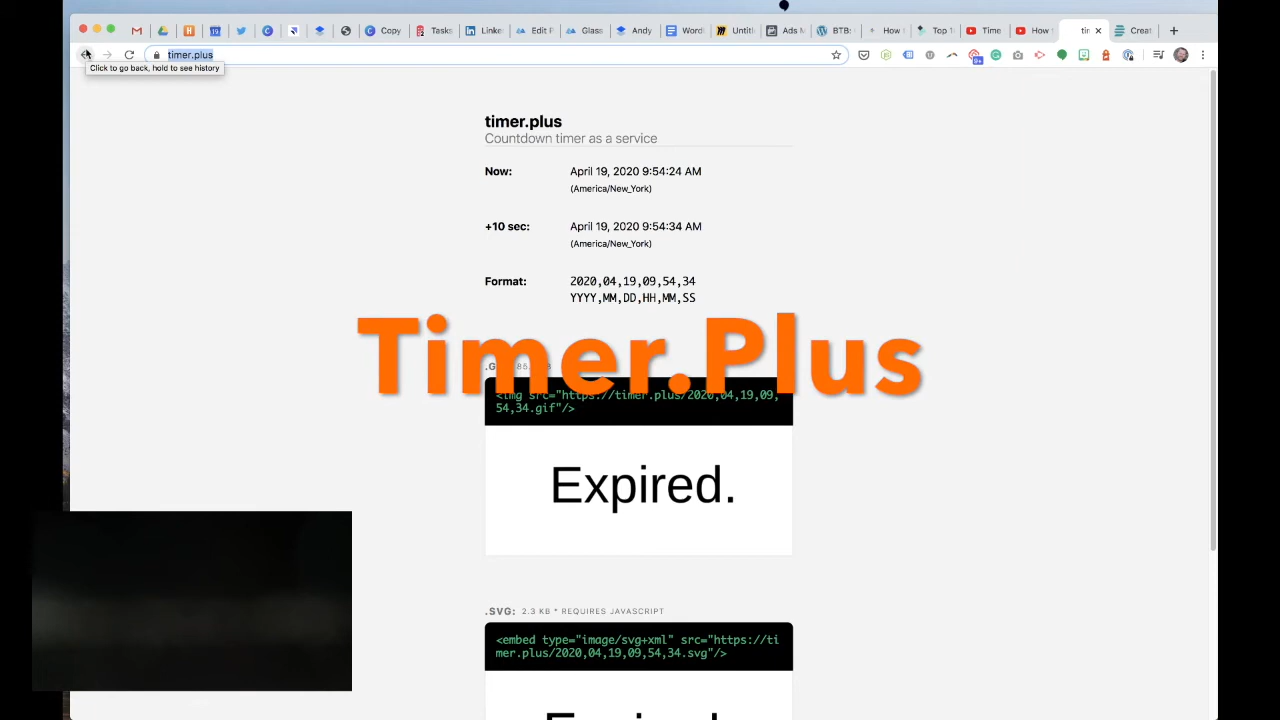 Copy
Tasks
Linke
Edit P
Glass
Andy
Word
Untitl
Ads M
BTB:
How t
Top 1
Time
How t
tir
Creat
timer.plus
Click to go back, hold to see history
timer.plus
Countdown timer as a service
Now: April 19, 2020 9:54:24 AM
(America/New_York)
+10 sec: April 19, 2020 9:54:34 AM
(America/New_York)
Format: 2020,04,19,09,54,34
YYYY,MM,DD,HH,MM,SS
Timer.Plus
<img src="https://timer.plus/2020,04,19,09,
54,34.gif"/>
Expired.
.SVG: 2.3 KB * REQUIRES JAVASCRIPT
<embed type="image/svg+xml" src="https://ti
mer.plus/2020,04,19,09,54,34.svg"/>